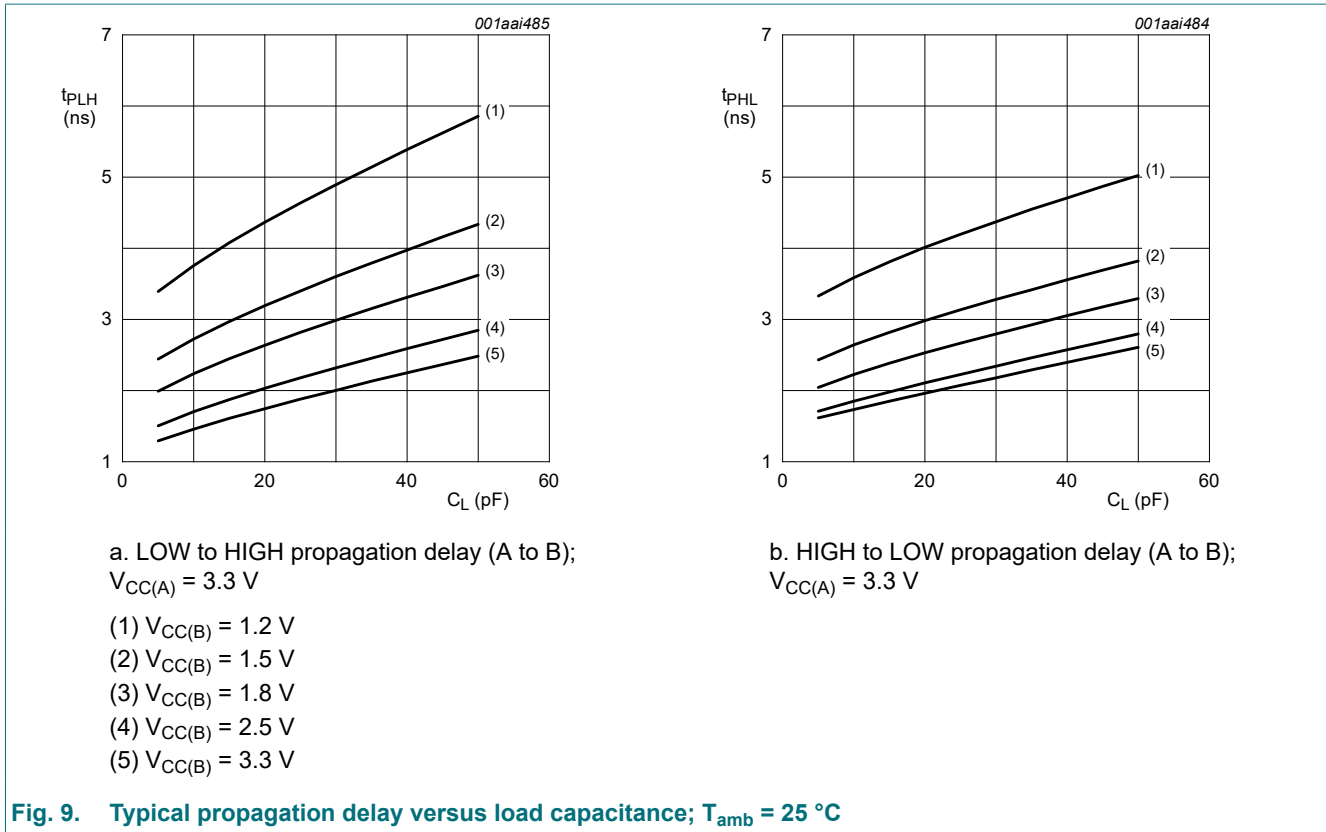 001aai485
7
tPLH
(ns)
5
3
1
(1)
(2)
(3)
(4)
(5)
0
20
40
60
CL (pF)
a. LOW to HIGH propagation delay (A to B);
VCC(A) = 3.3 V
001aai484
7
tPHL
(ns)
5
3
1
(1)
(2)
(3)
(4)
(5)
0
20
40
60
CL (pF)
b. HIGH to LOW propagation delay (A to B);
VCC(A) = 3.3 V
(1) VCC(B) = 1.2 V
(2) VCC(B) = 1.5 V
(3) VCC(B) = 1.8 V
(4) VCC(B) = 2.5 V
(5) VCC(B) = 3.3 V
Fig. 9. Typical propagation delay versus load capacitance; Tamb = 25 °C